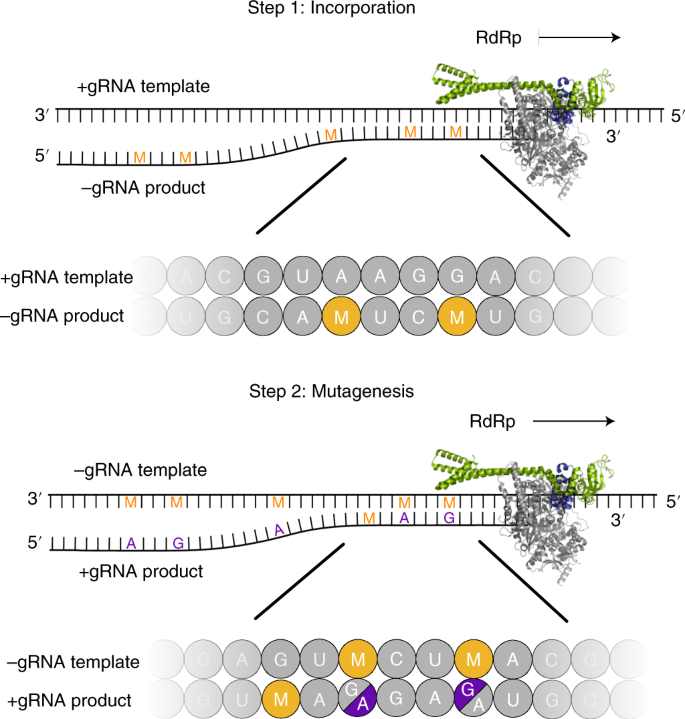 Step 1: Incorporation
RdRp
+gRNA template
3′ 5′
M M M M M
5′ 3′
–gRNA product
+gRNA template A C G U A A G G A C
–gRNA product U G C A M U C M U G
Step 2: Mutagenesis
RdRp
–gRNA template
3′ M M M M M 5′
M A G
5′ A G A 3′
+gRNA product
–gRNA template C A G U M C U M A C G
+gRNA product G U M A G A G A G A U G C